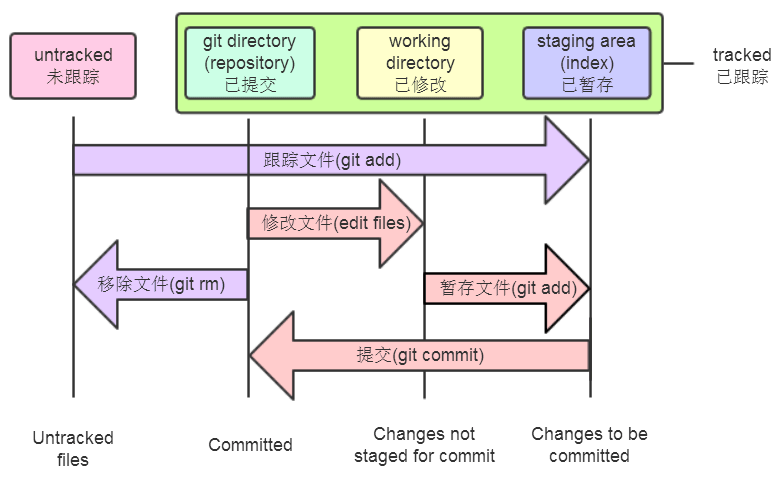 untracked
未跟踪
git directory
(repository)
已提交
working
directory
已修改
staging area
(index)
已暂存
tracked
已跟踪
跟踪文件(git add)
修改文件(edit files)
移除文件(git rm)
暂存文件(git add)
提交(git commit)
Untracked
files
Committed
Changes not
staged for commit
Changes to be
committed